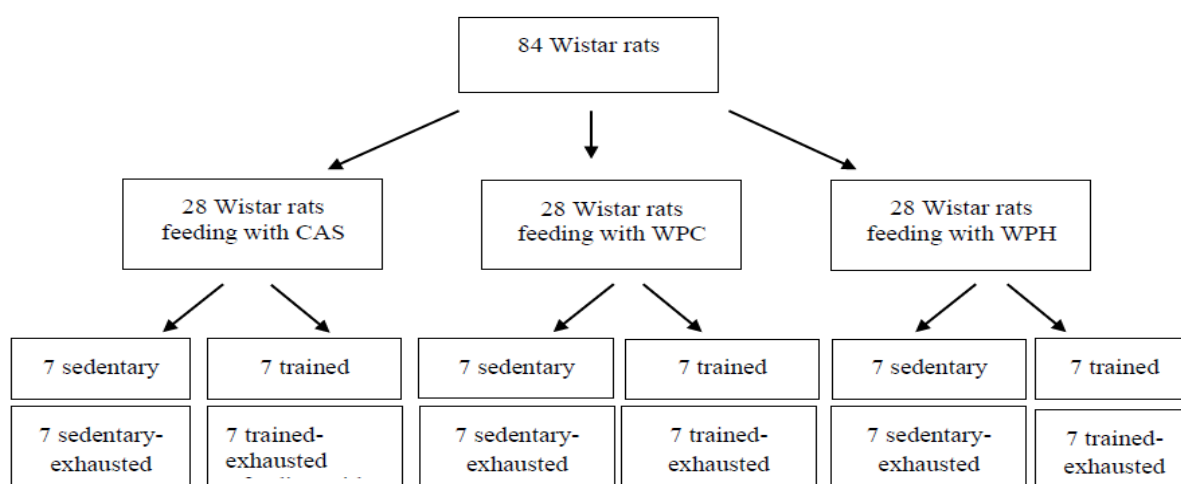 84 Wistar rats
28 Wistar rats
feeding with CAS
28 Wistar rats
feeding with WPC
28 Wistar rats
feeding with WPH
7 sedentary
7 trained
7 sedentary
7 trained
7 sedentary
7 trained
7 sedentary-
exhausted
7 trained-
exhausted
7 sedentary-
exhausted
7 trained-
exhausted
7 sedentary-
exhausted
7 trained-
exhausted